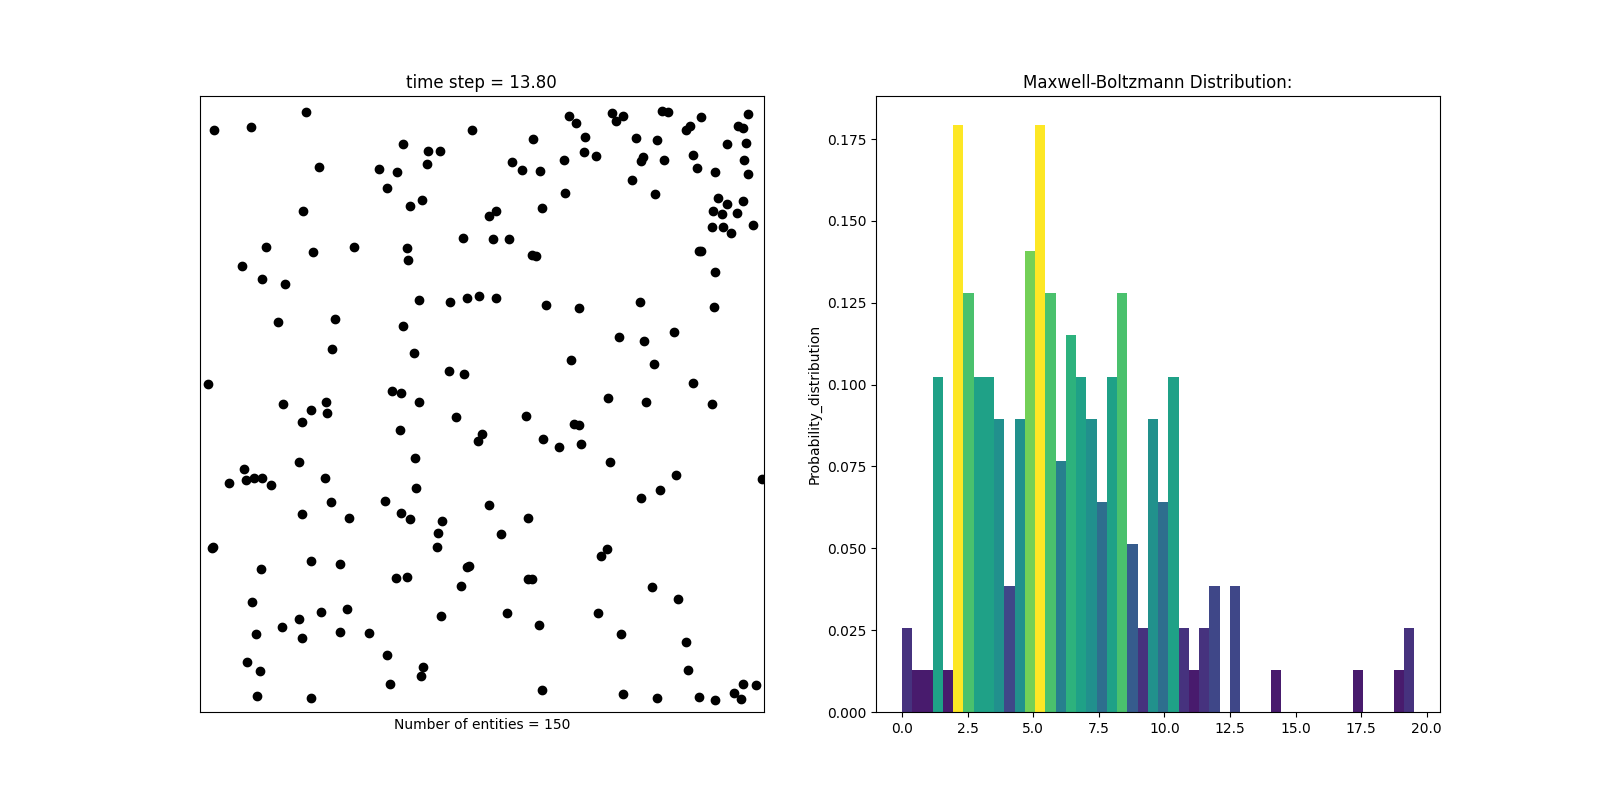 time step = 13.80
Number of entities = 150
Maxwell-Boltzmann Distribution:
Probability_distribution
0.175
0.150
0.125
0.100
0.075
0.050
0.025
0.000
0.0 2.5 5.0 7.5 10.0 12.5 15.0 17.5 20.0